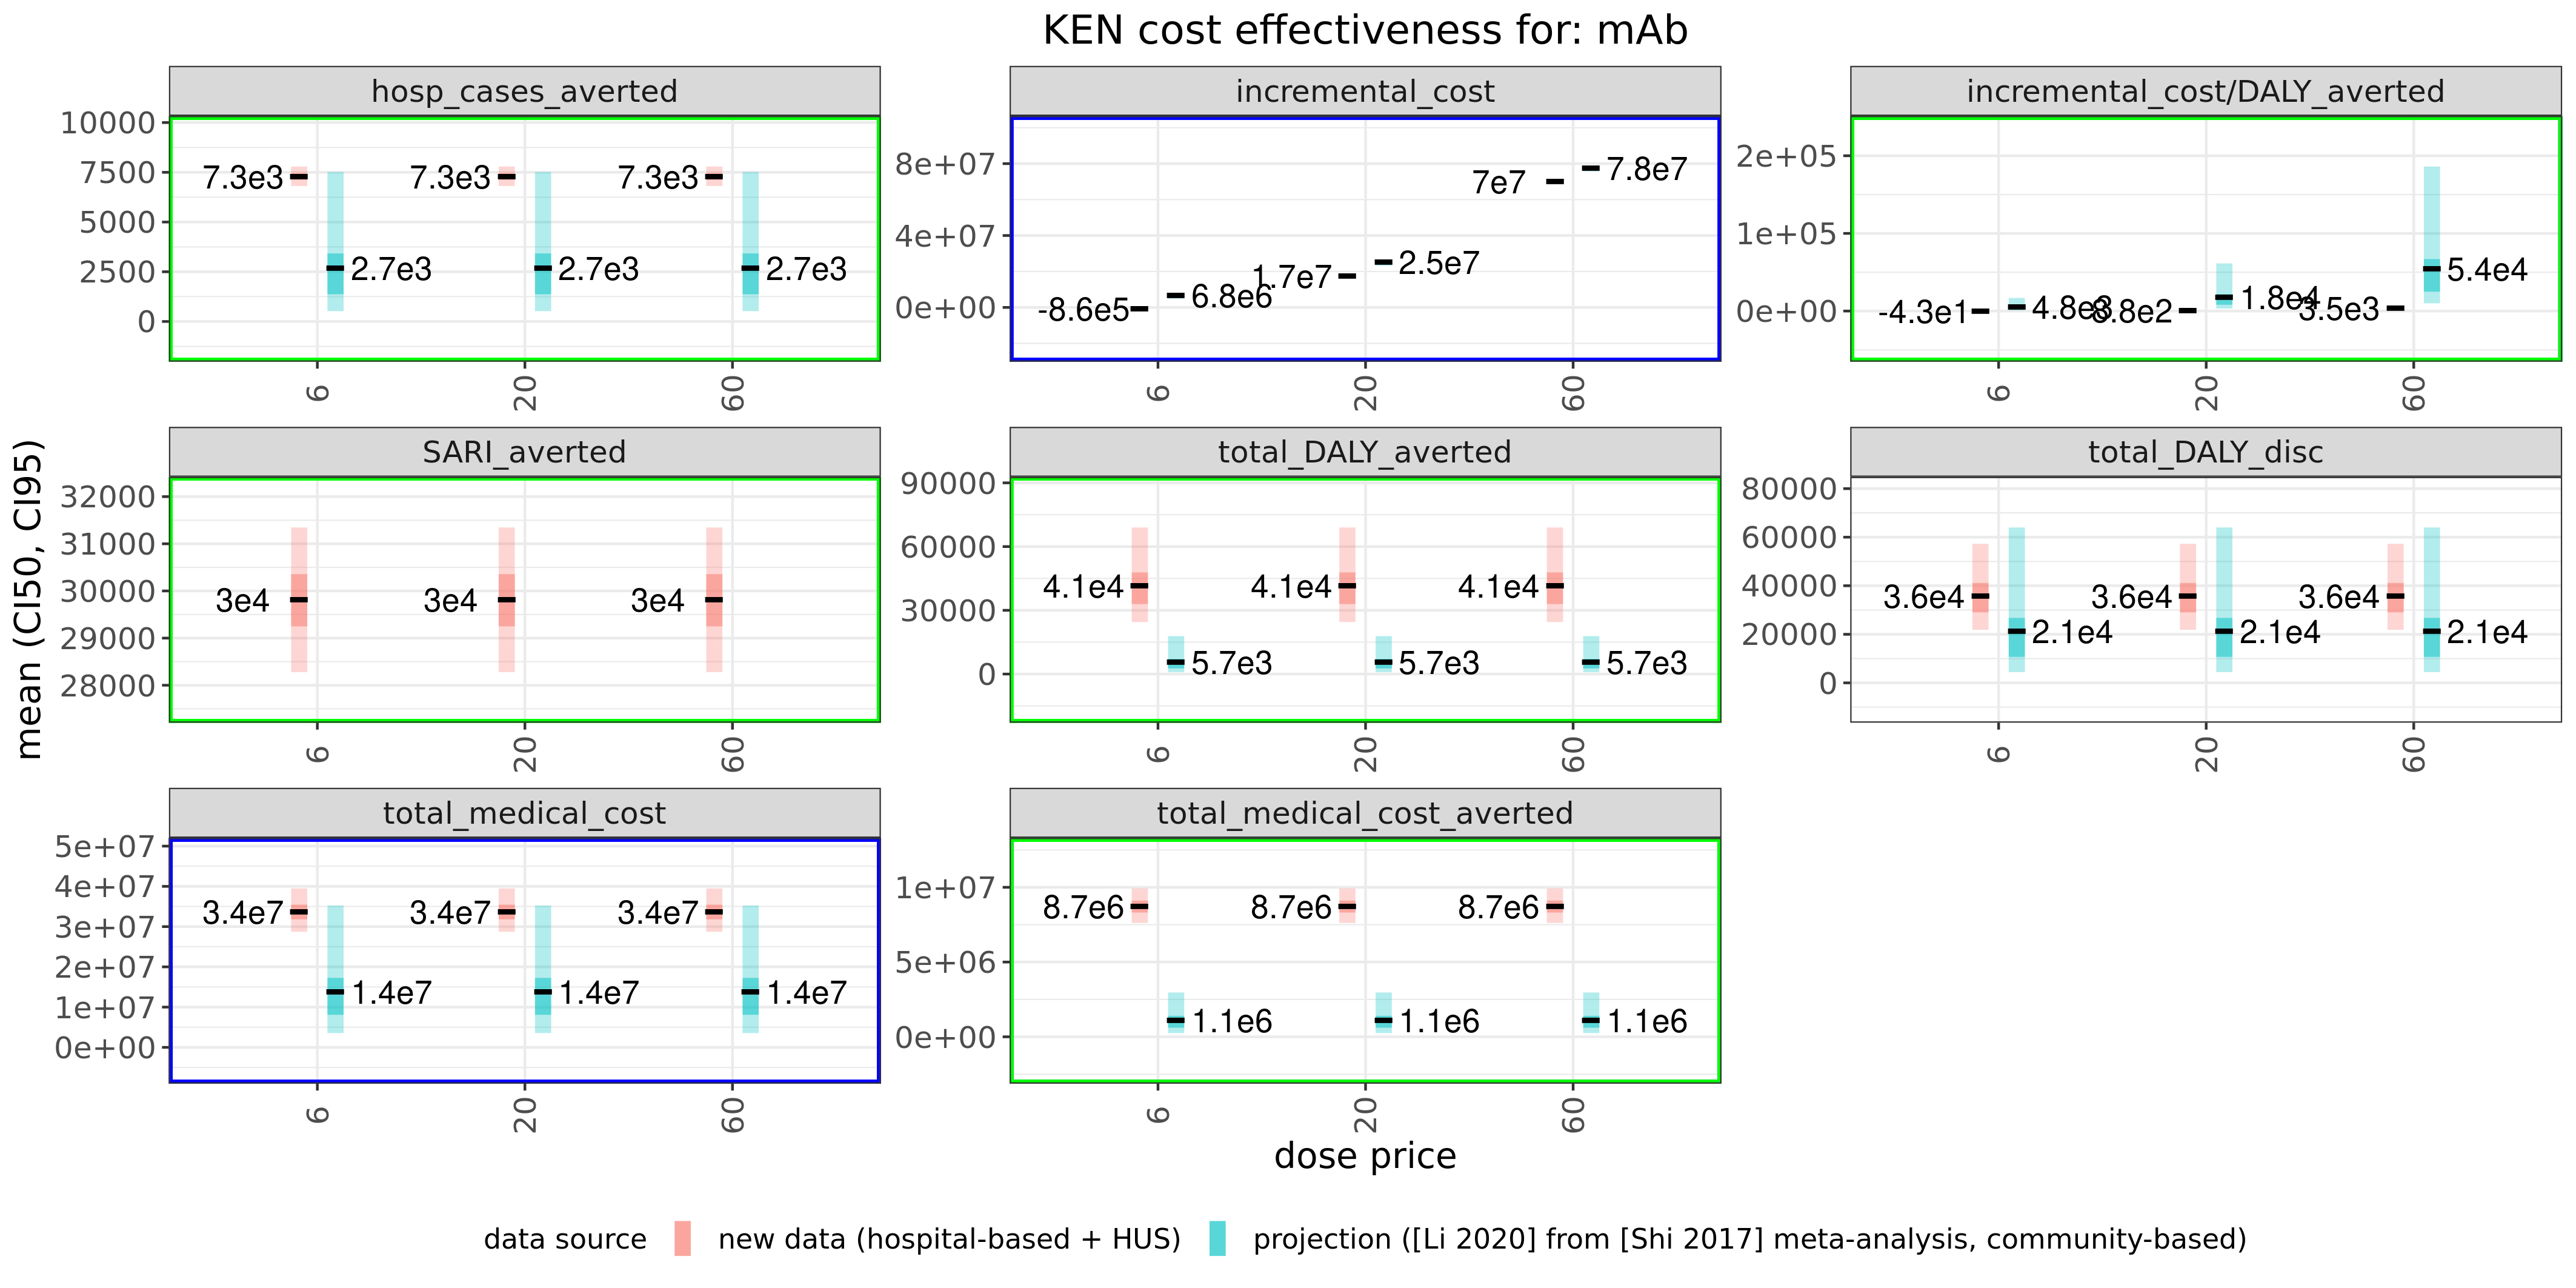 KEN cost effectiveness for: mAb
hosp_cases_averted
incremental_cost
incremental_cost/DALY_averted
10000
7500
5000
2500
0
7.3e3
7.3e3
7.3e3
2.7e3
2.7e3
2.7e3
6
20
60
8e+07
4e+07
0e+00
-8.6e5
6.8e6
1.7e7
2.5e7
7e7
7.8e7
6
20
60
2e+05
1e+05
0e+00
-4.3e1
4.8e3
8.8e2
1.8e4
3.5e3
5.4e4
6
20
60
mean (CI50, CI95)
SARI_averted
total_DALY_averted
total_DALY_disc
32000
31000
30000
29000
28000
3e4
3e4
3e4
6
20
60
90000
60000
30000
0
4.1e4
4.1e4
4.1e4
5.7e3
5.7e3
5.7e3
6
20
60
80000
60000
40000
20000
0
3.6e4
3.6e4
3.6e4
2.1e4
2.1e4
2.1e4
6
20
60
total_medical_cost
total_medical_cost_averted
5e+07
4e+07
3e+07
2e+07
1e+07
0e+00
3.4e7
3.4e7
3.4e7
1.4e7
1.4e7
1.4e7
6
20
60
1e+07
5e+06
0e+00
8.7e6
8.7e6
8.7e6
1.1e6
1.1e6
1.1e6
6
20
60
dose price
data source
new data (hospital-based + HUS)
projection ([Li 2020] from [Shi 2017] meta-analysis, community-based)